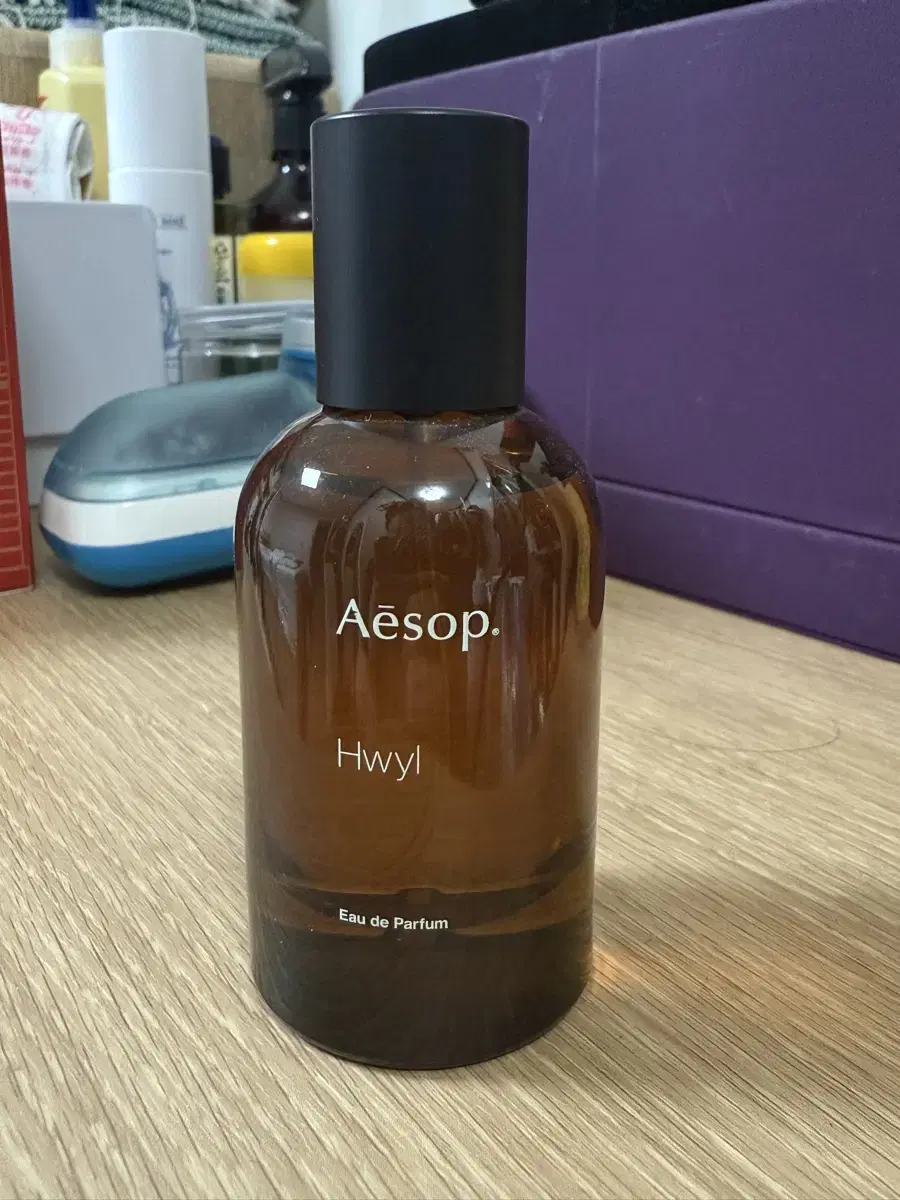 Aēsop®
Hwyl
Eau de Parfum